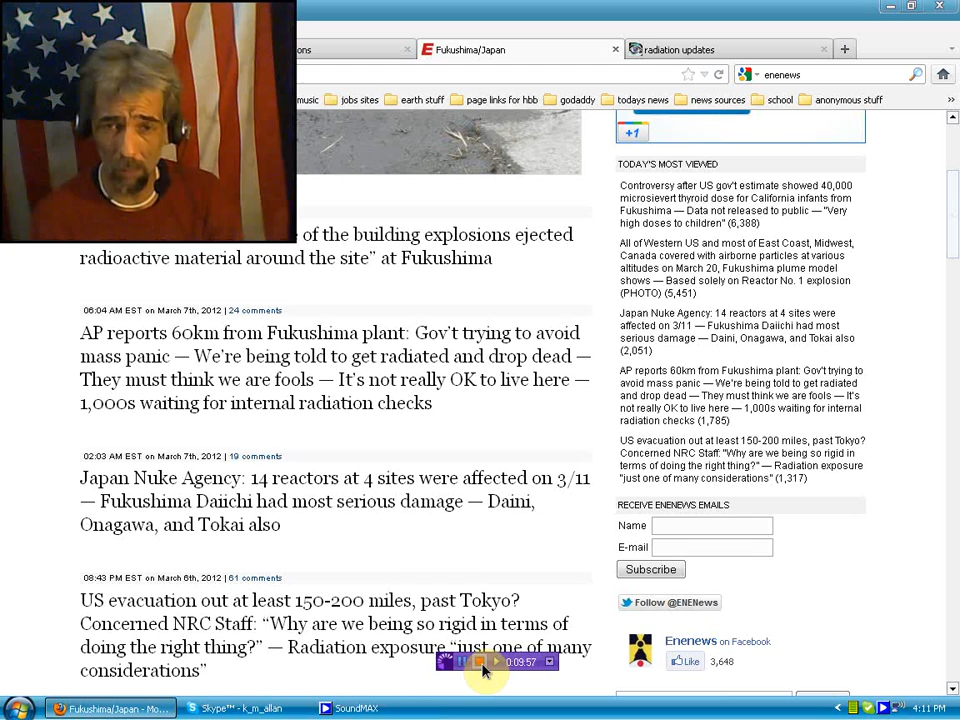 ons
Fukushima/Japan
radiation updates
enenews
music
jobs sites
earth stuff
page links for hbb
godaddy
todays news
news sources
school
anonymous stuff
»
+1
TODAY'S MOST VIEWED
Controversy after US gov't estimate showed 40,000
microsievert thyroid dose for California infants from
Fukushima — Data not released to public — "Very
high doses to children" (6,388)
All of Western US and most of East Coast, Midwest,
Canada covered with airborne particles at various
altitudes on March 20, Fukushima plume model
shows — Based solely on Reactor No. 1 explosion
(PHOTO) (5,451)
Japan Nuke Agency: 14 reactors at 4 sites were
affected on 3/11 — Fukushima Daiichi had most
serious damage — Daini, Onagawa, and Tokai also
(2,051)
AP reports 60km from Fukushima plant: Gov't trying to
avoid mass panic — We're being told to get radiated
and drop dead — They must think we are fools — It's
not really OK to live here — 1,000s waiting for internal
radiation checks (1,785)
US evacuation out at least 150-200 miles, past Tokyo?
Concerned NRC Staff: "Why are we being so rigid in
terms of doing the right thing?" — Radiation exposure
"just one of many considerations" (1,317)
RECEIVE ENENEWS EMAILS
Name
E-mail
Subscribe
Follow @ENENews
Enenews on Facebook
Like 3,648
of the building explosions ejected
radioactive material around the site” at Fukushima
06:04 AM EST on March 7th, 2012 | 24 comments
AP reports 60km from Fukushima plant: Gov’t trying to avoid
mass panic — We’re being told to get radiated and drop dead —
They must think we are fools — It’s not really OK to live here —
1,000s waiting for internal radiation checks
02:03 AM EST on March 7th, 2012 | 19 comments
Japan Nuke Agency: 14 reactors at 4 sites were affected on 3/11
— Fukushima Daiichi had most serious damage — Daini,
Onagawa, and Tokai also
08:43 PM EST on March 6th, 2012 | 61 comments
US evacuation out at least 150-200 miles, past Tokyo?
Concerned NRC Staff: “Why are we being so rigid in terms of
doing the right thing?” — Radiation exposure “just one of many
considerations”
0:09:57
Fukushima/Japan - Mo...
Skype™ - k_m_allan
SoundMAX
4:11 PM